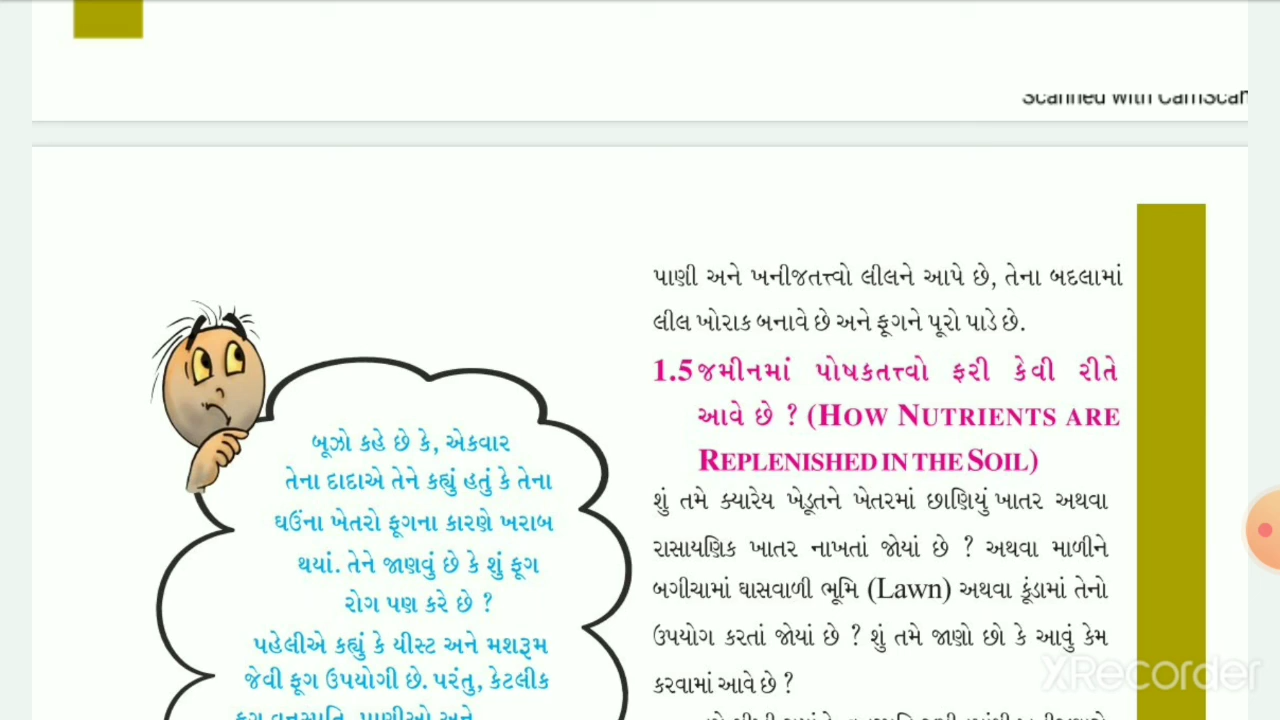 Scanned with CamScan
પાણી અને ખનીજતત્ત્વો લીલને આપે છે, તેના બદલામાં
લીલ ખોરાક બનાવે છે અને ફૂગને પૂરો પાડે છે.
1.5 જમીનમાં પોષકતત્ત્વો ફરી કેવી રીતે
આવે છે ? (HOW NUTRIENTS ARE
REPLENISHED IN THE SOIL)
શું તમે ક્યારેય ખેડૂતને ખેતરમાં છાણિયું ખાતર અથવા
રાસાયણિક ખાતર નાખતાં જોયાં છે ? અથવા માળીને
બગીચામાં ઘાસવાળી ભૂમિ (Lawn) અથવા કૂંડામાં તેનો
ઉપયોગ કરતાં જોયાં છે ? શું તમે જાણો છો કે આવું કેમ
કરવામાં આવે છે ?
બૂઝો કહે છે કે, એકવાર
તેના દાદાએ તેને કહ્યું હતું કે તેના
ઘઉંના ખેતરો ફૂગના કારણે ખરાબ
થયાં. તેને જાણવું છે કે શું ફૂગ
રોગ પણ કરે છે ?
પહેલીએ કહ્યું કે યીસ્ટ અને મશરૂમ
જેવી ફૂગ ઉપયોગી છે. પરંતુ, કેટલીક
ફૂગ વનસ્પતિ, પ્રાણીઓ અને
XRecorder